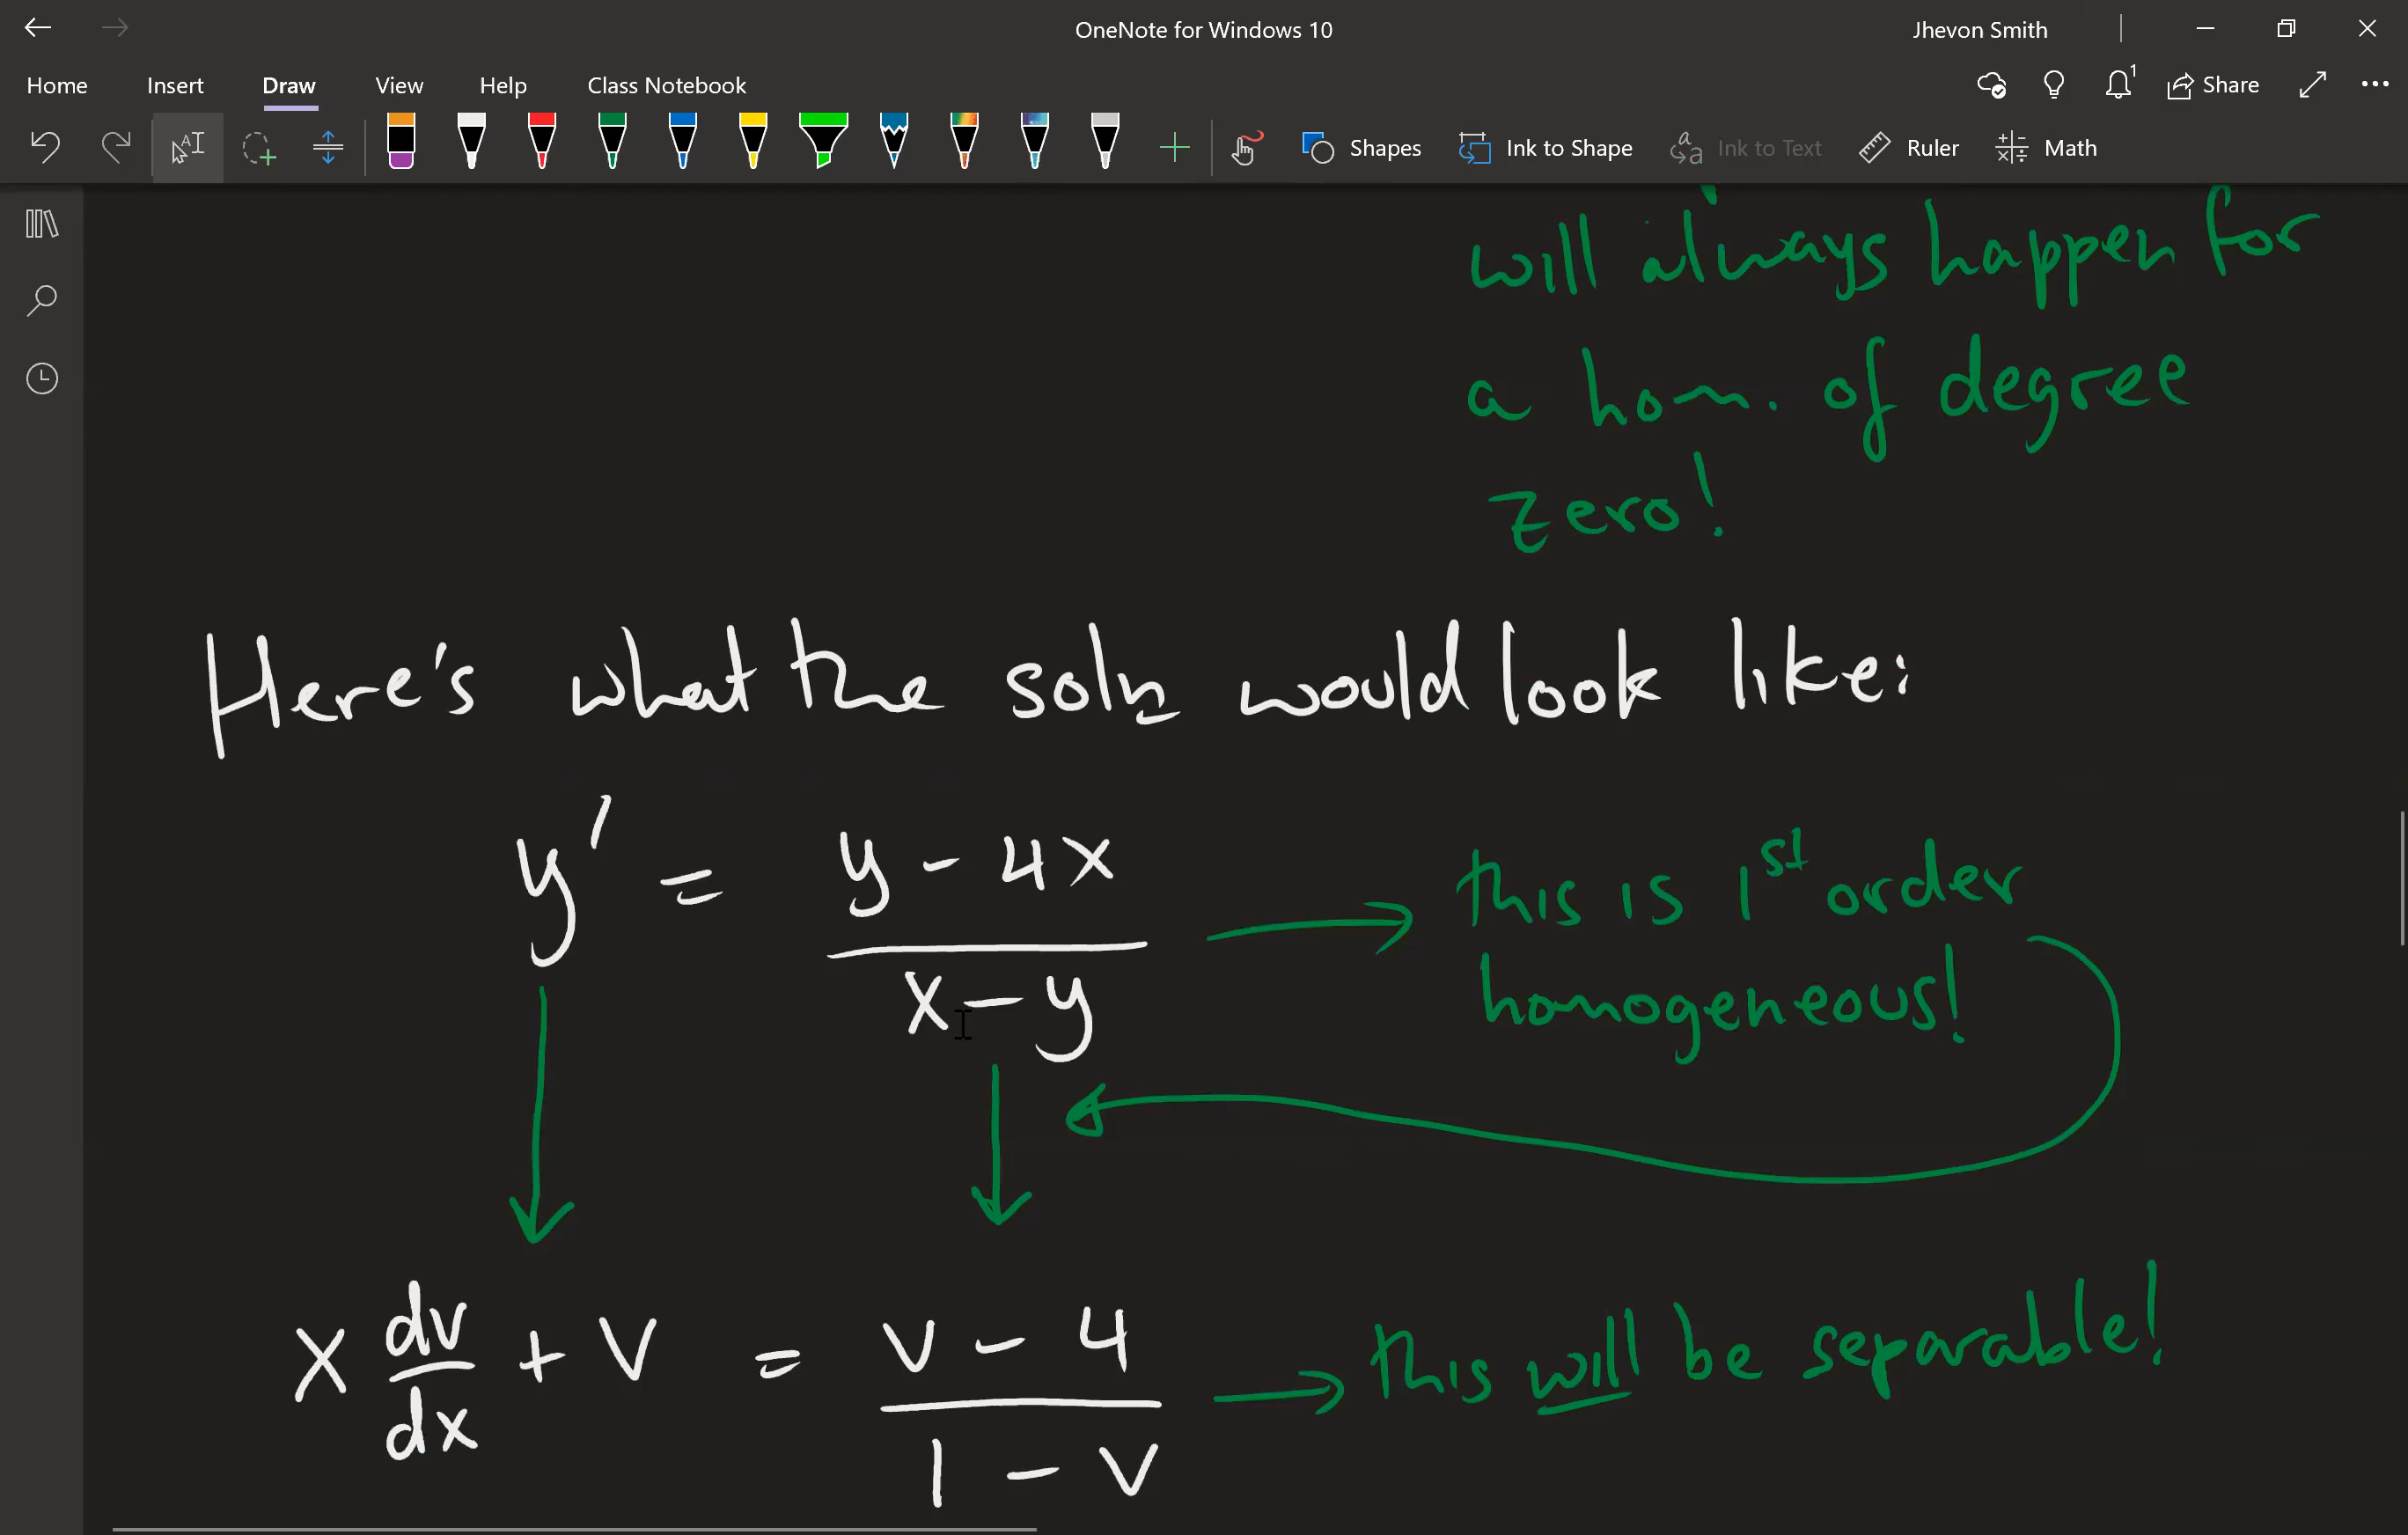 OneNote for Windows 10
Jhevon Smith
Home Insert Draw View Help Class Notebook
1 Share
Shapes Ink to Shape Ink to Text Ruler Math
will always happen for
a hom. of degree
zero!
Here's what the soln would look like:
y' = y - 4x / x - y → this is 1st order
homogeneous!
x dv/dx + v = v - 4 / 1 - v → this will be separable!